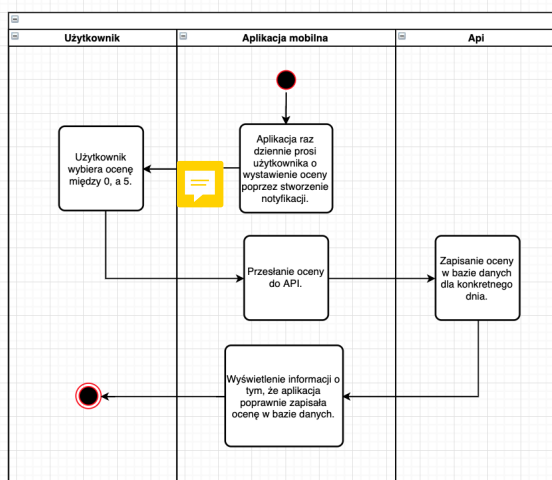 Użytkownik
Aplikacja mobilna
Api
Aplikacja raz
dziennie prosi
użytkownika o
wystawienie oceny
poprzez stworzenie
notyfikacji.
Użytkownik
wybiera ocenę
między 0, a 5.
Przesłanie oceny
do API.
Zapisanie oceny
w bazie danych
dla konkretnego
dnia.
Wyświetlenie informacji o
tym, że aplikacja
poprawnie zapisała
ocenę w bazie danych.